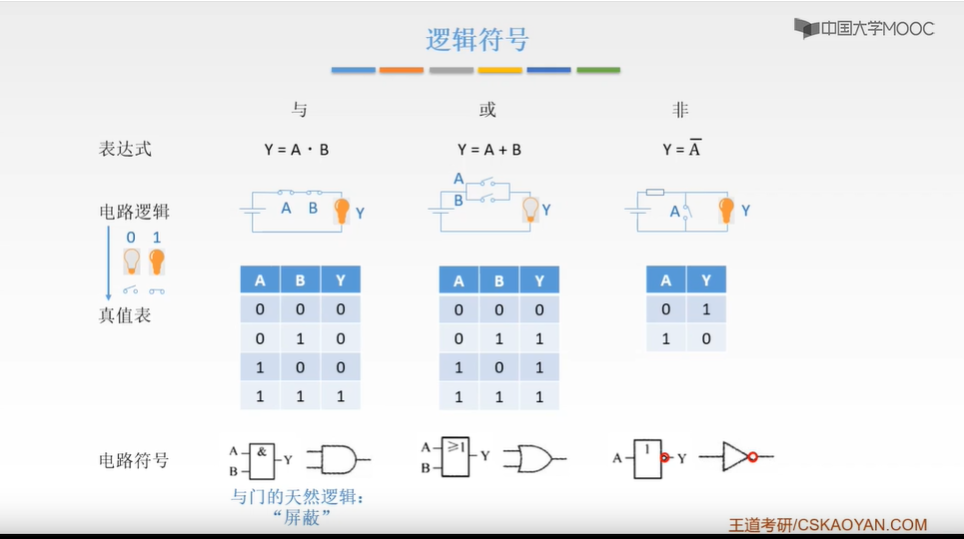 中国大学MOOC
逻辑符号
与 或 非
表达式 Y = A · B Y = A + B Y = A̅
电路逻辑 A B Y A B Y A Y
0 1
真值表
A B Y
0 0 0
0 1 0
1 0 0
1 1 1
A B Y
0 0 0
0 1 1
1 0 1
1 1 1
A Y
0 1
1 0
电路符号
A B & Y
A B ≥1 Y
A 1 Y
与门的天然逻辑:
“屏蔽”
王道考研/CSKAOYAN.COM